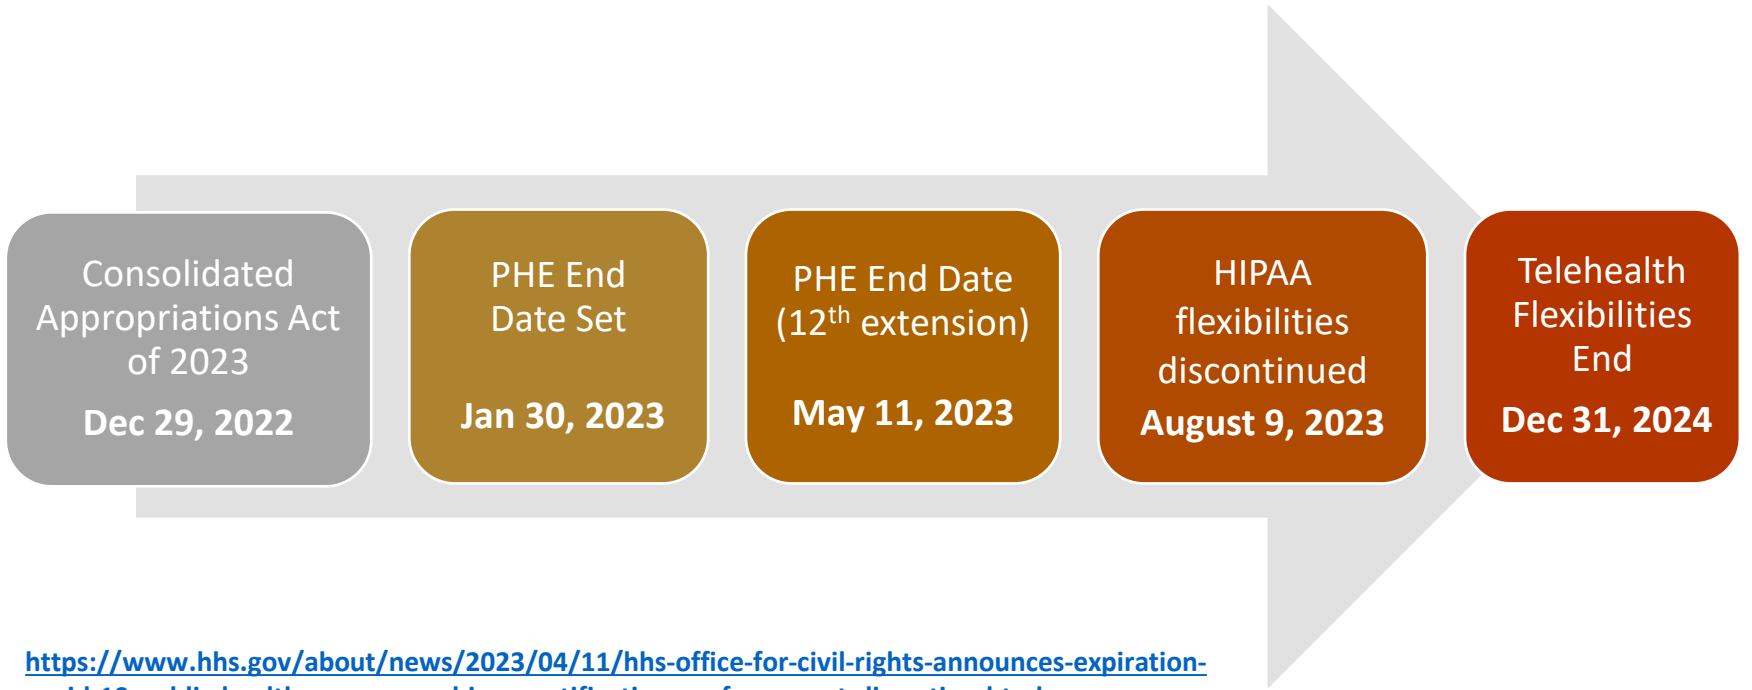 Consolidated
Appropriations Act
of 2023
Dec 29, 2022
PHE End
Date Set
Jan 30, 2023
PHE End Date
(12th extension)
May 11, 2023
HIPAA
flexibilities
discontinued
August 9, 2023
Telehealth
Flexibilities
End
Dec 31, 2024
https://www.hhs.gov/about/news/2023/04/11/hhs-office-for-civil-rights-announces-expiration-